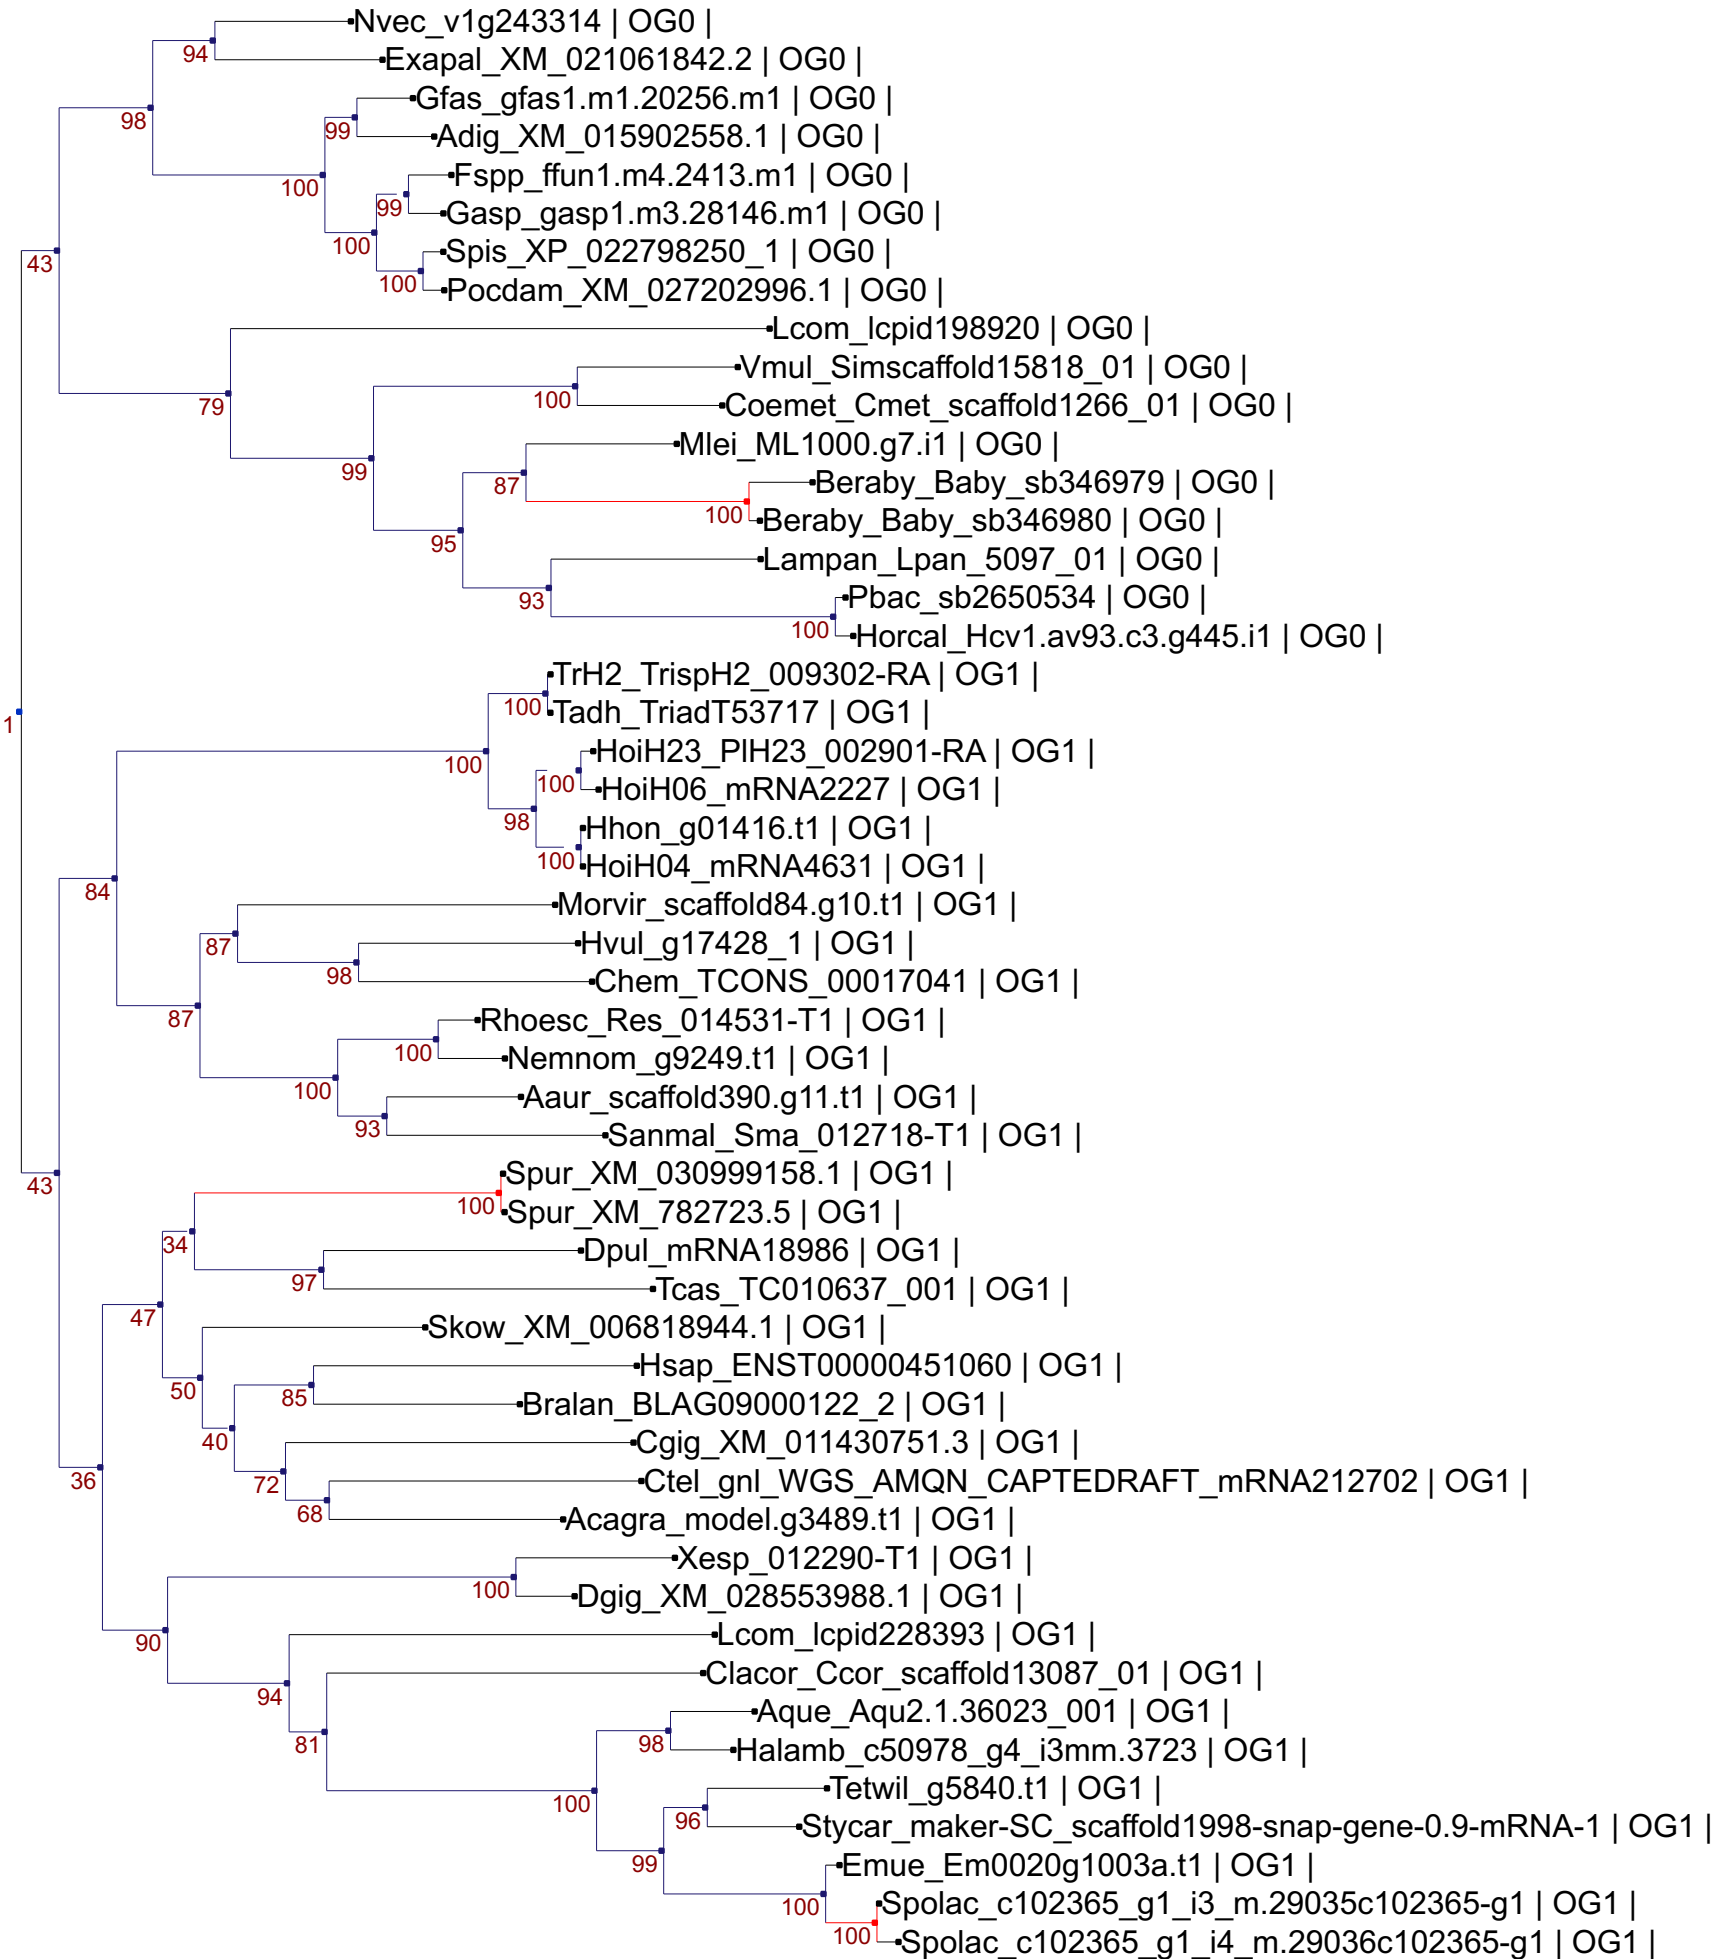 Nvec_v1g243314 | OG0 |
94
Exapal_XM_021061842.2 | OG0 |
Gfas_gfas1.m1.20256.m1 | OG0 |
98
99
Adig_XM_015902558.1 | OG0 |
Fspp_ffun1.m4.2413.m1 | OG0 |
100
99
Gasp_gasp1.m3.28146.m1 | OG0 |
100
Spis_XP_022798250_1 | OG0 |
43
100
Pocdam_XM_027202996.1 | OG0 |
Lcom_lcpid198920 | OG0 |
Vmul_Simscaffold15818_01 | OG0 |
100
79
Coemet_Cmet_scaffold1266_01 | OG0 |
Mlei_ML1000.g7.i1 | OG0 |
99
87
Beraby_Baby_sb346979 | OG0 |
100
Beraby_Baby_sb346980 | OG0 |
95
Lampan_Lpan_5097_01 | OG0 |
93
Pbac_sb2650534 | OG0 |
100
Horcal_Hcv1.av93.c3.g445.i1 | OG0 |
TrH2_TrispH2_009302-RA | OG1 |
100
Tadh_TriadT53717 | OG1 |
1
HoiH23_PlH23_002901-RA | OG1 |
100
100
HoiH06_mRNA2227 | OG1 |
98
Hhon_g01416.t1 | OG1 |
100
HoiH04_mRNA4631 | OG1 |
84
Morvir_scaffold84.g10.t1 | OG1 |
87
Hvul_g17428_1 | OG1 |
98
Chem_TCONS_00017041 | OG1 |
87
Rhoesc_Res_014531-T1 | OG1 |
100
Nemnom_g9249.t1 | OG1 |
100
Aaur_scaffold390.g11.t1 | OG1 |
93
Sanmal_Sma_012718-T1 | OG1 |
43
Spur_XM_030999158.1 | OG1 |
100
Spur_XM_782723.5 | OG1 |
34
Dpul_mRNA18986 | OG1 |
97
Tcas_TC010637_001 | OG1 |
47
Skow_XM_006818944.1 | OG1 |
Hsap_ENST00000451060 | OG1 |
50
85
Bralan_BLAG09000122_2 | OG1 |
40
Cgig_XM_011430751.3 | OG1 |
36
72
Ctel_gnl_WGS_AMQN_CAPTEDRAFT_mRNA212702 | OG1 |
68
Acagra_model.g3489.t1 | OG1 |
Xesp_012290-T1 | OG1 |
100
Dgig_XM_028553988.1 | OG1 |
90
Lcom_lcpid228393 | OG1 |
94
Clacor_Ccor_scaffold13087_01 | OG1 |
Aque_Aqu2.1.36023_001 | OG1 |
81
98
Halamb_c50978_g4_i3mm.3723 | OG1 |
Tetwil_g5840.t1 | OG1 |
100
96
Stycar_maker-SC_scaffold1998-snap-gene-0.9-mRNA-1 | OG1 |
99
Emue_Em0020g1003a.t1 | OG1 |
100
Spolac_c102365_g1_i3_m.29035c102365-g1 | OG1 |
100
Spolac_c102365_g1_i4_m.29036c102365-g1 | OG1 |